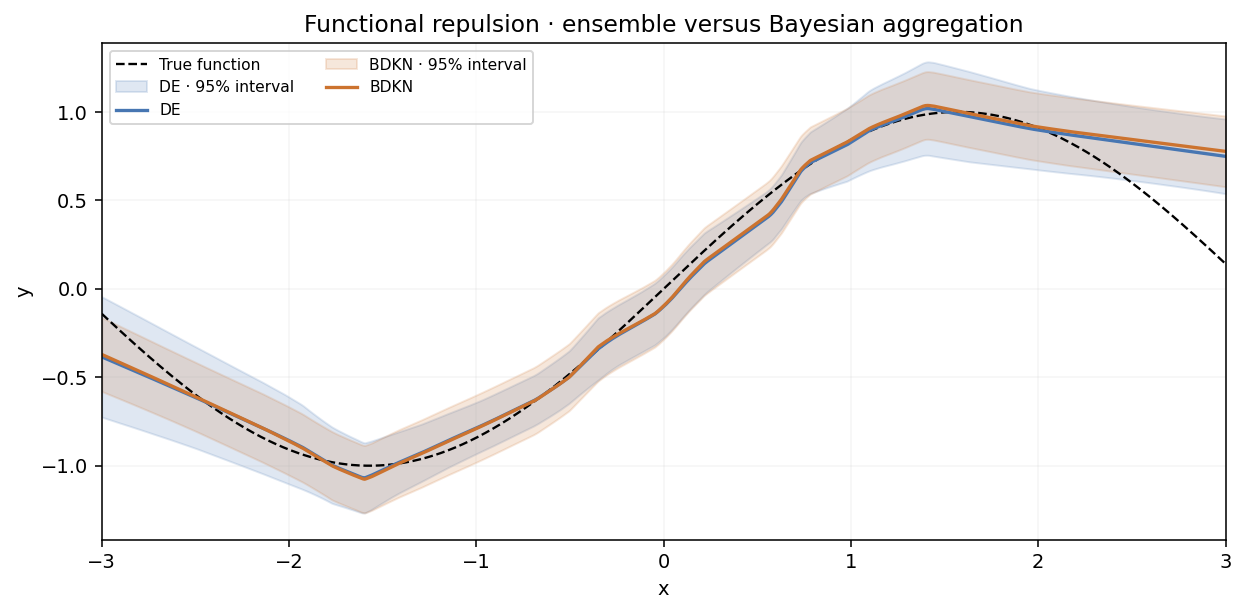 Functional repulsion · ensemble versus Bayesian aggregation
True function
DE · 95% interval
DE
BDKN · 95% interval
BDKN
y
1.0
0.5
0.0
−0.5
−1.0
−3
−2
−1
0
1
2
3
x